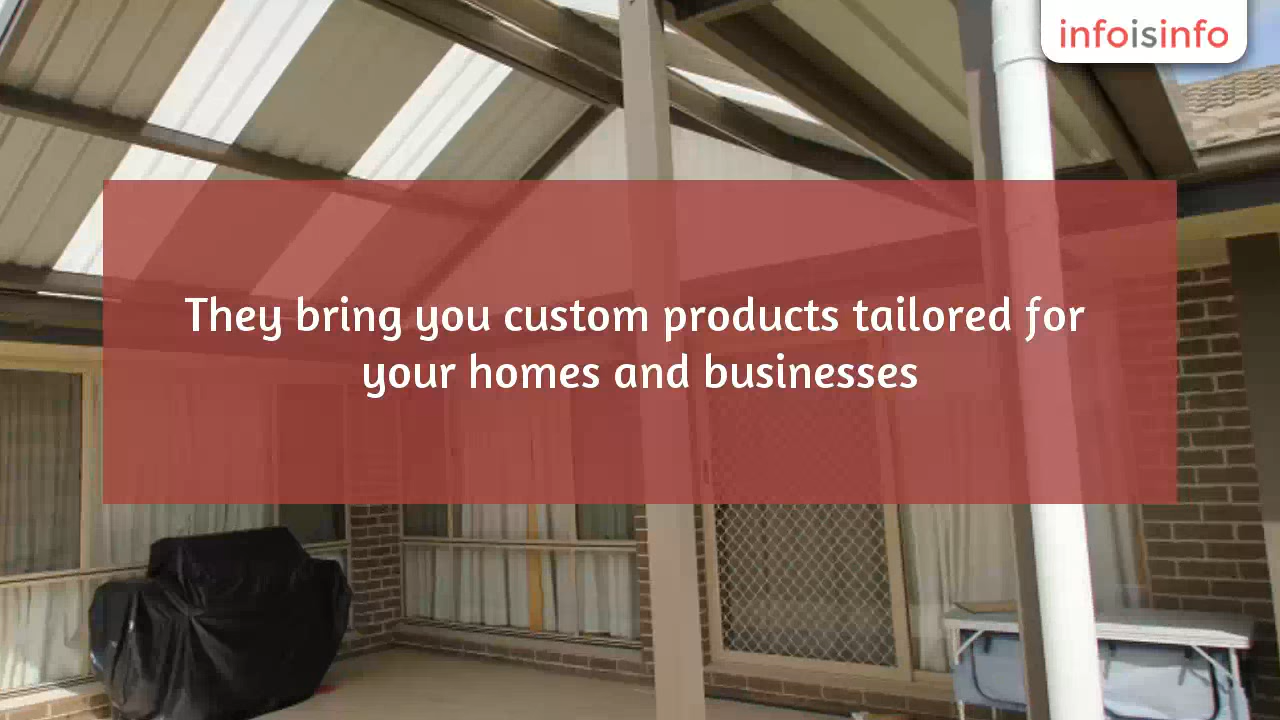 infoisinfo
They bring you custom products tailored for
your homes and businesses